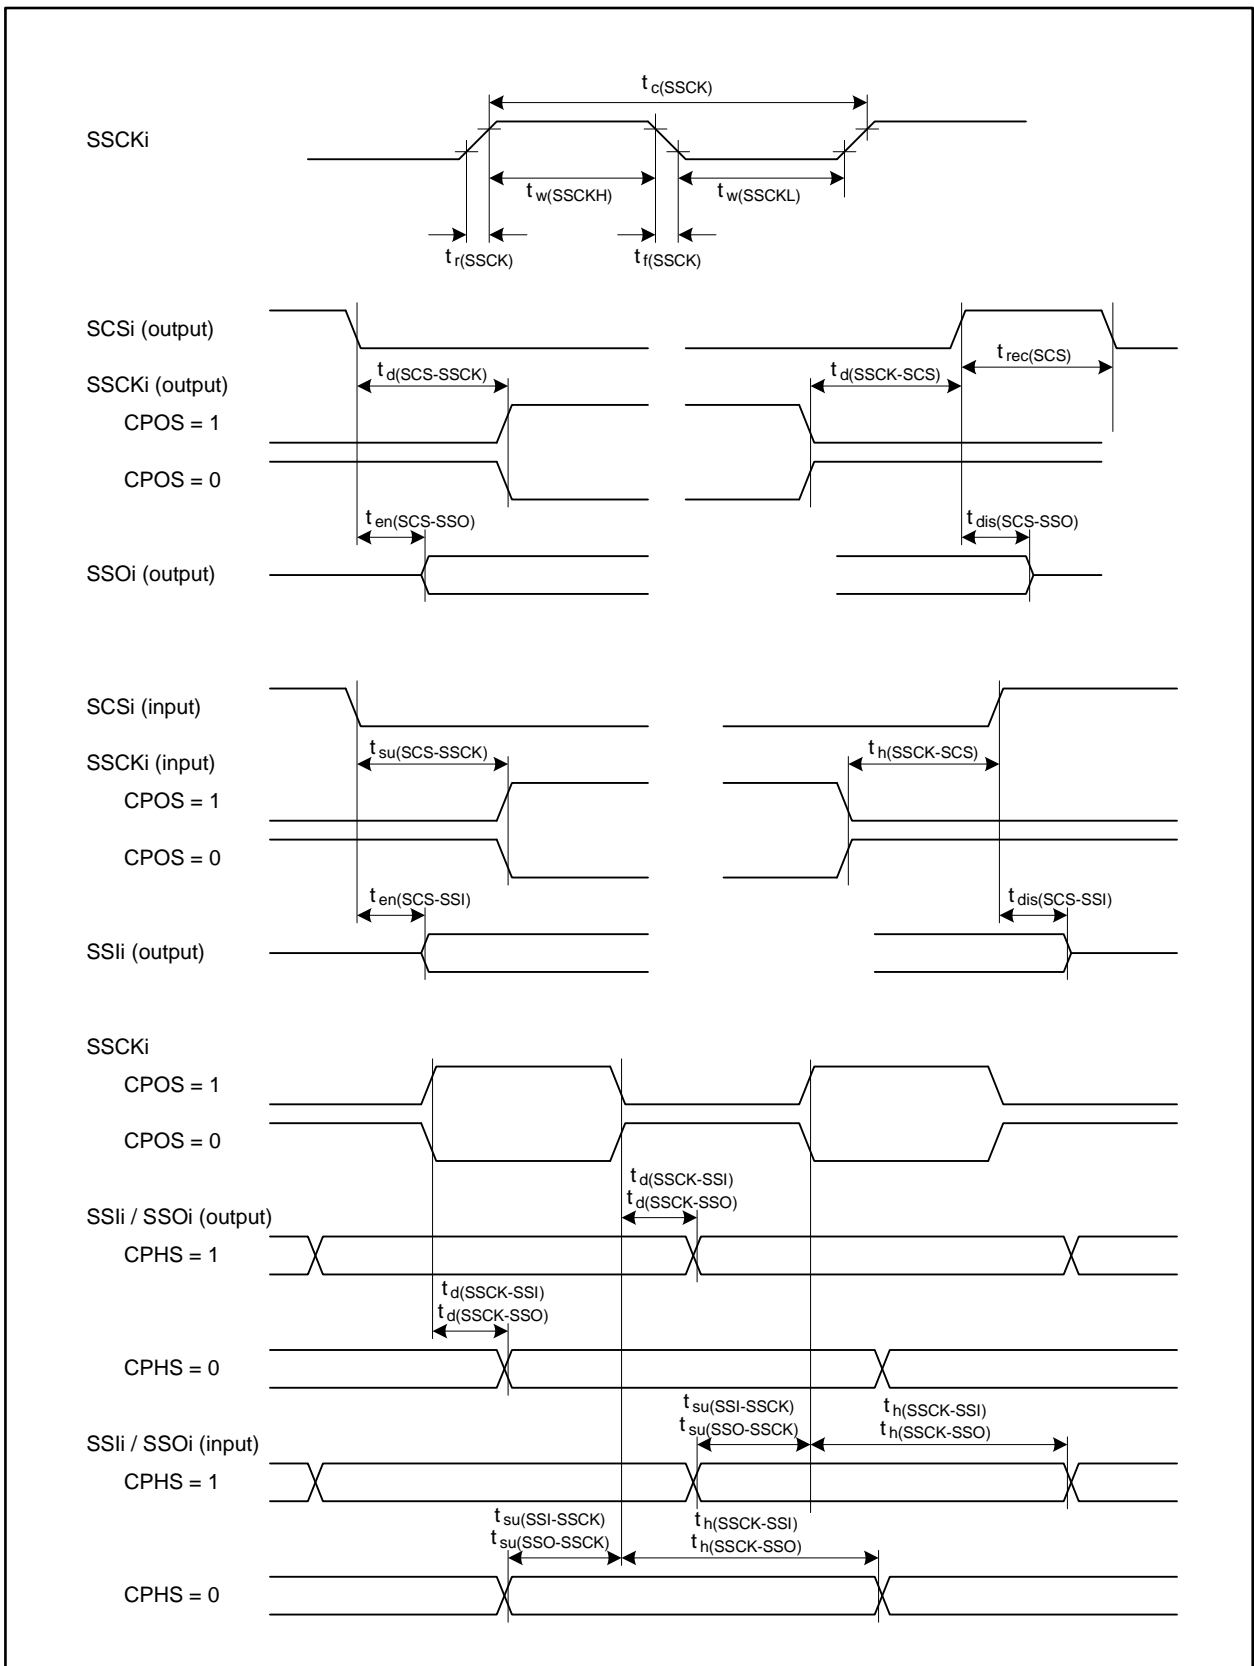 t c(SSCK)
SSCKi
t w(SSCKH) t w(SSCKL)
t r(SSCK) t f(SSCK)
SCSi (output)
t rec(SCS)
t d(SCS-SSCK) t d(SSCK-SCS)
SSCKi (output)
CPOS = 1
CPOS = 0
t en(SCS-SSO) t dis(SCS-SSO)
SSOi (output)
SCSi (input)
t su(SCS-SSCK) t h(SSCK-SCS)
SSCKi (input)
CPOS = 1
CPOS = 0
t en(SCS-SSI) t dis(SCS-SSI)
SSIi (output)
SSCKi
CPOS = 1
CPOS = 0
t d(SSCK-SSI)
t d(SSCK-SSO)
SSIi / SSOi (output)
CPHS = 1
t d(SSCK-SSI)
t d(SSCK-SSO)
CPHS = 0
t su(SSI-SSCK) t h(SSCK-SSI)
t su(SSO-SSCK) t h(SSCK-SSO)
SSIi / SSOi (input)
CPHS = 1
t su(SSI-SSCK) t h(SSCK-SSI)
t su(SSO-SSCK) t h(SSCK-SSO)
CPHS = 0